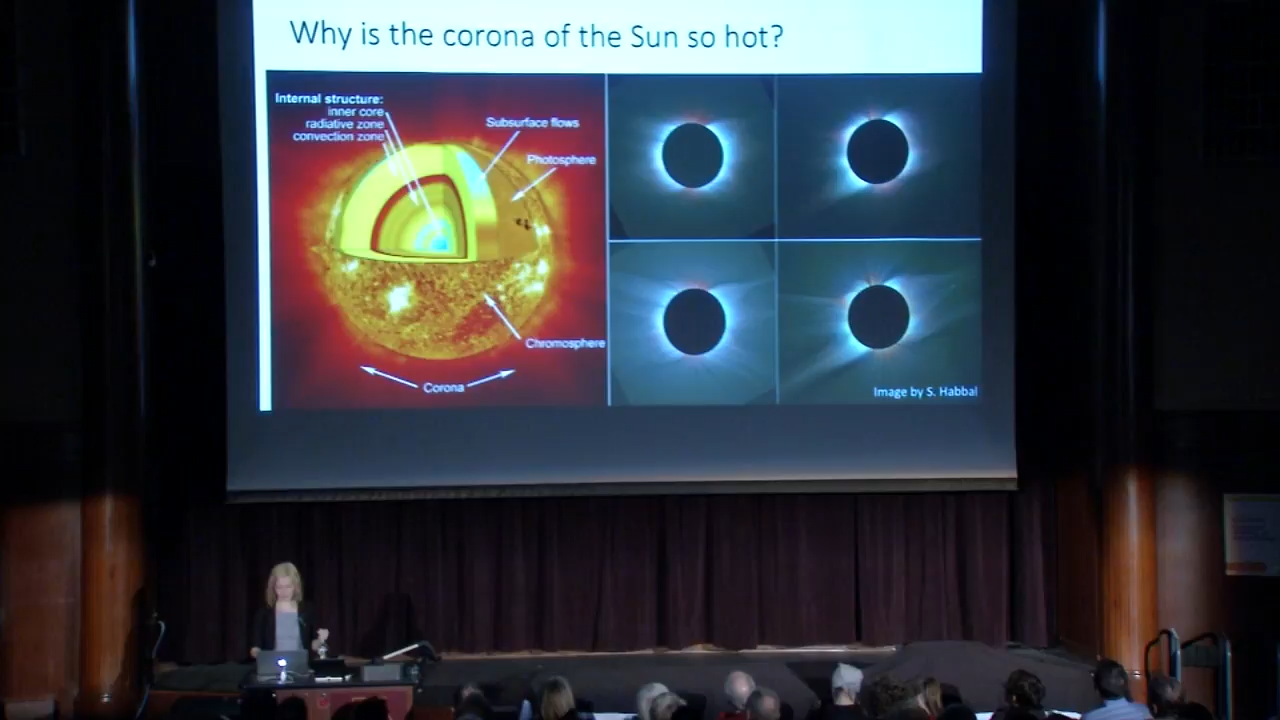 Why is the corona of the Sun so hot?
Internal structure:
inner core
radiative zone
convection zone
Subsurface flows
Photosphere
Chromosphere
Corona
Image by S. Habbal